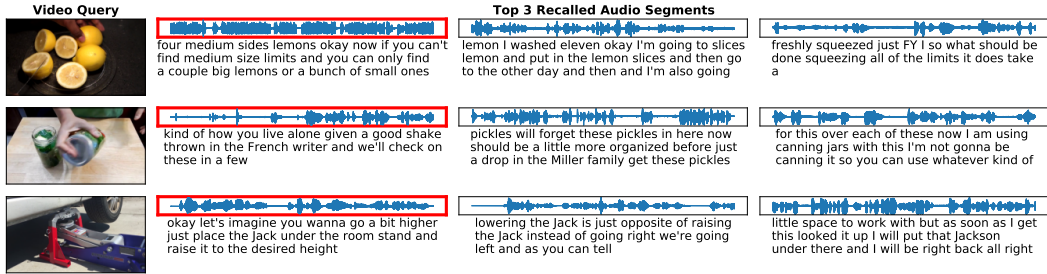 Video Query
Top 3 Recalled Audio Segments
four medium sides lemons okay now if you can't
find medium size limits and you can only find
a couple big lemons or a bunch of small ones
lemon I washed eleven okay I'm going to slices
lemon and put in the lemon slices and then go
to the other day and then and I'm also going
freshly squeezed just FY I so what should be
done squeezing all of the limits it does take
a
kind of how you live alone given a good shake
thrown in the French writer and we'll check on
these in a few
pickles will forget these pickles in here now
should be a little more organized before just
a drop in the Miller family get these pickles
for this over each of these now I am using
canning jars with this I'm not gonna be
canning it so you can use whatever kind of
okay let's imagine you wanna go a bit higher
just place the Jack under the room stand and
raise it to the desired height
lowering the Jack is just opposite of raising
the Jack instead of going right we're going
left and as you can tell
little space to work with but as soon as I get
this looked it up I will put that Jackson
under there and I will be right back all right